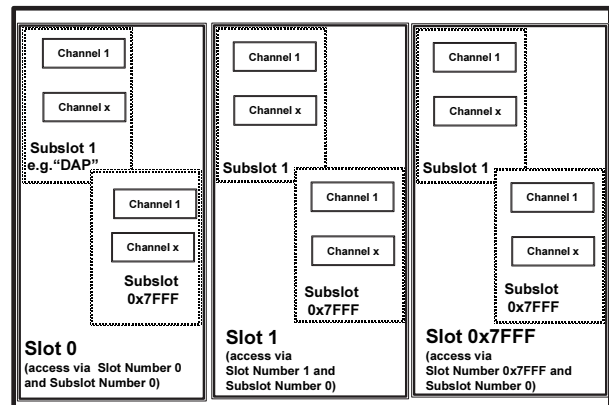 Channel 1
Channel x
Subslot 1
e.g."DAP"
Channel 1
Channel x
Subslot
0x7FFF
Slot 0
(access via Slot Number 0
and Subslot Number 0)
Channel 1
Channel x
Subslot 1
Channel 1
Channel x
Subslot
0x7FFF
Slot 1
(access via
Slot Number 1 and
Subslot Number 0)
Channel 1
Channel x
Subslot 1
Channel 1
Channel x
Subslot
0x7FFF
Slot 0x7FFF
(access via
Slot Number 0x7FFF and
Subslot Number 0)